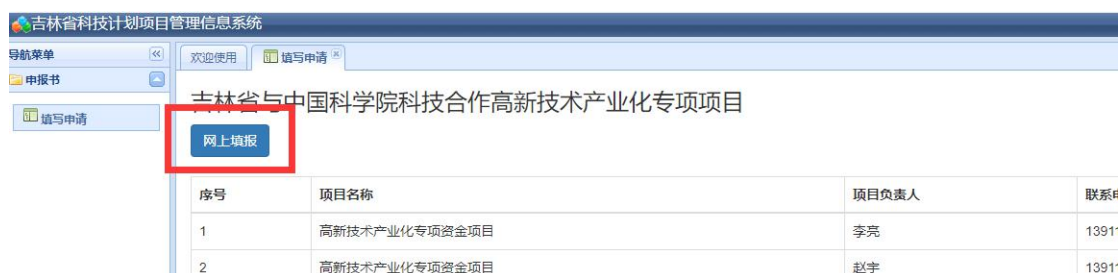 吉林省科技计划项目管理信息系统
导航菜单
欢迎使用
填写申请
申报书
填写申请
吉林省与中国科学院科技合作高新技术产业化专项项目
网上填报
序号 项目名称 项目负责人 联系
1 高新技术产业化专项资金项目 李亮 1391
2 高新技术产业化专项资金项目 赵宇 1391